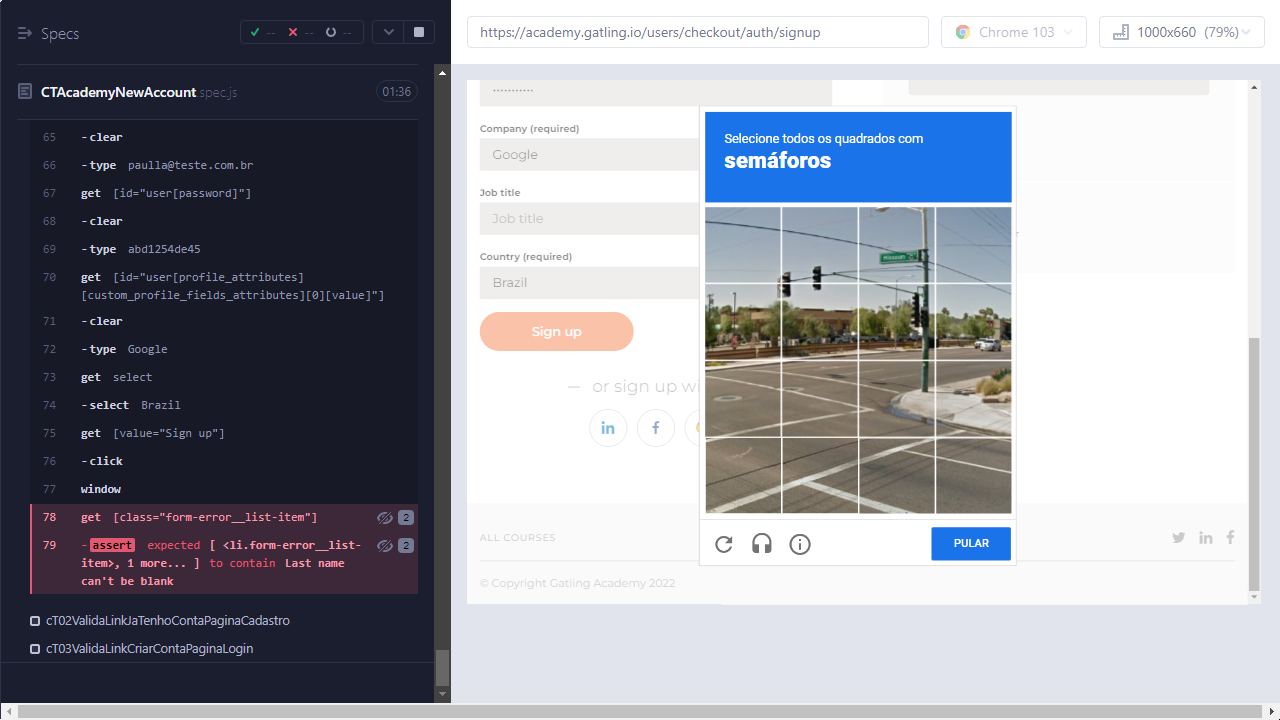 Specs
-- -- --
CTAcademyNewAccount.spec.js 01:36
65 -clear
66 -type paulla@teste.com.br
67 get [id="user[password]"]
68 -clear
69 -type abd1254de45
70 get [id="user[profile_attributes]
[custom_profile_fields_attributes][0][value]"]
71 -clear
72 -type Google
73 get select
74 -select Brazil
75 get [value="Sign up"]
76 -click
77 window
78 get [class="form-error__list-item"] 2
79 -assert expected [ <li.form-error__list-
item>, 1 more... ] to contain Last name
can't be blank 2
cT02ValidaLinkJaTenhoContaPaginaCadastro
cT03ValidaLinkCriarContaPaginaLogin
https://academy.gatling.io/users/checkout/auth/signup
Chrome 103
1000x660 (79%)
...........
Company (required)
Google
Job title
Job title
Country (required)
Brazil
Sign up
— or sign up wi
Selecione todos os quadrados com
semáforos
Missouri
PULAR
ALL COURSES
© Copyright Gatling Academy 2022